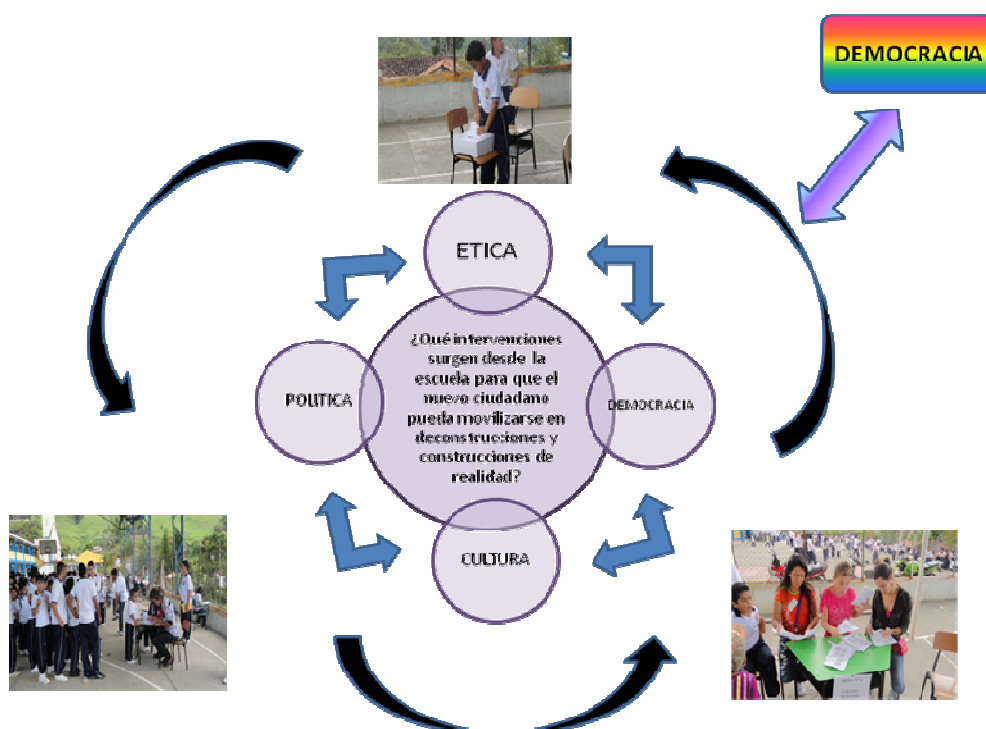 DEMOCRACIA
ETICA
¿Qué intervenciones
surgen desde la
escuela para que el
nuevo ciudadano
pueda movilizarse en
deconstrucciones y
construcciones de
realidad?
POLITICA
DEMOCRACIA
CULTURA